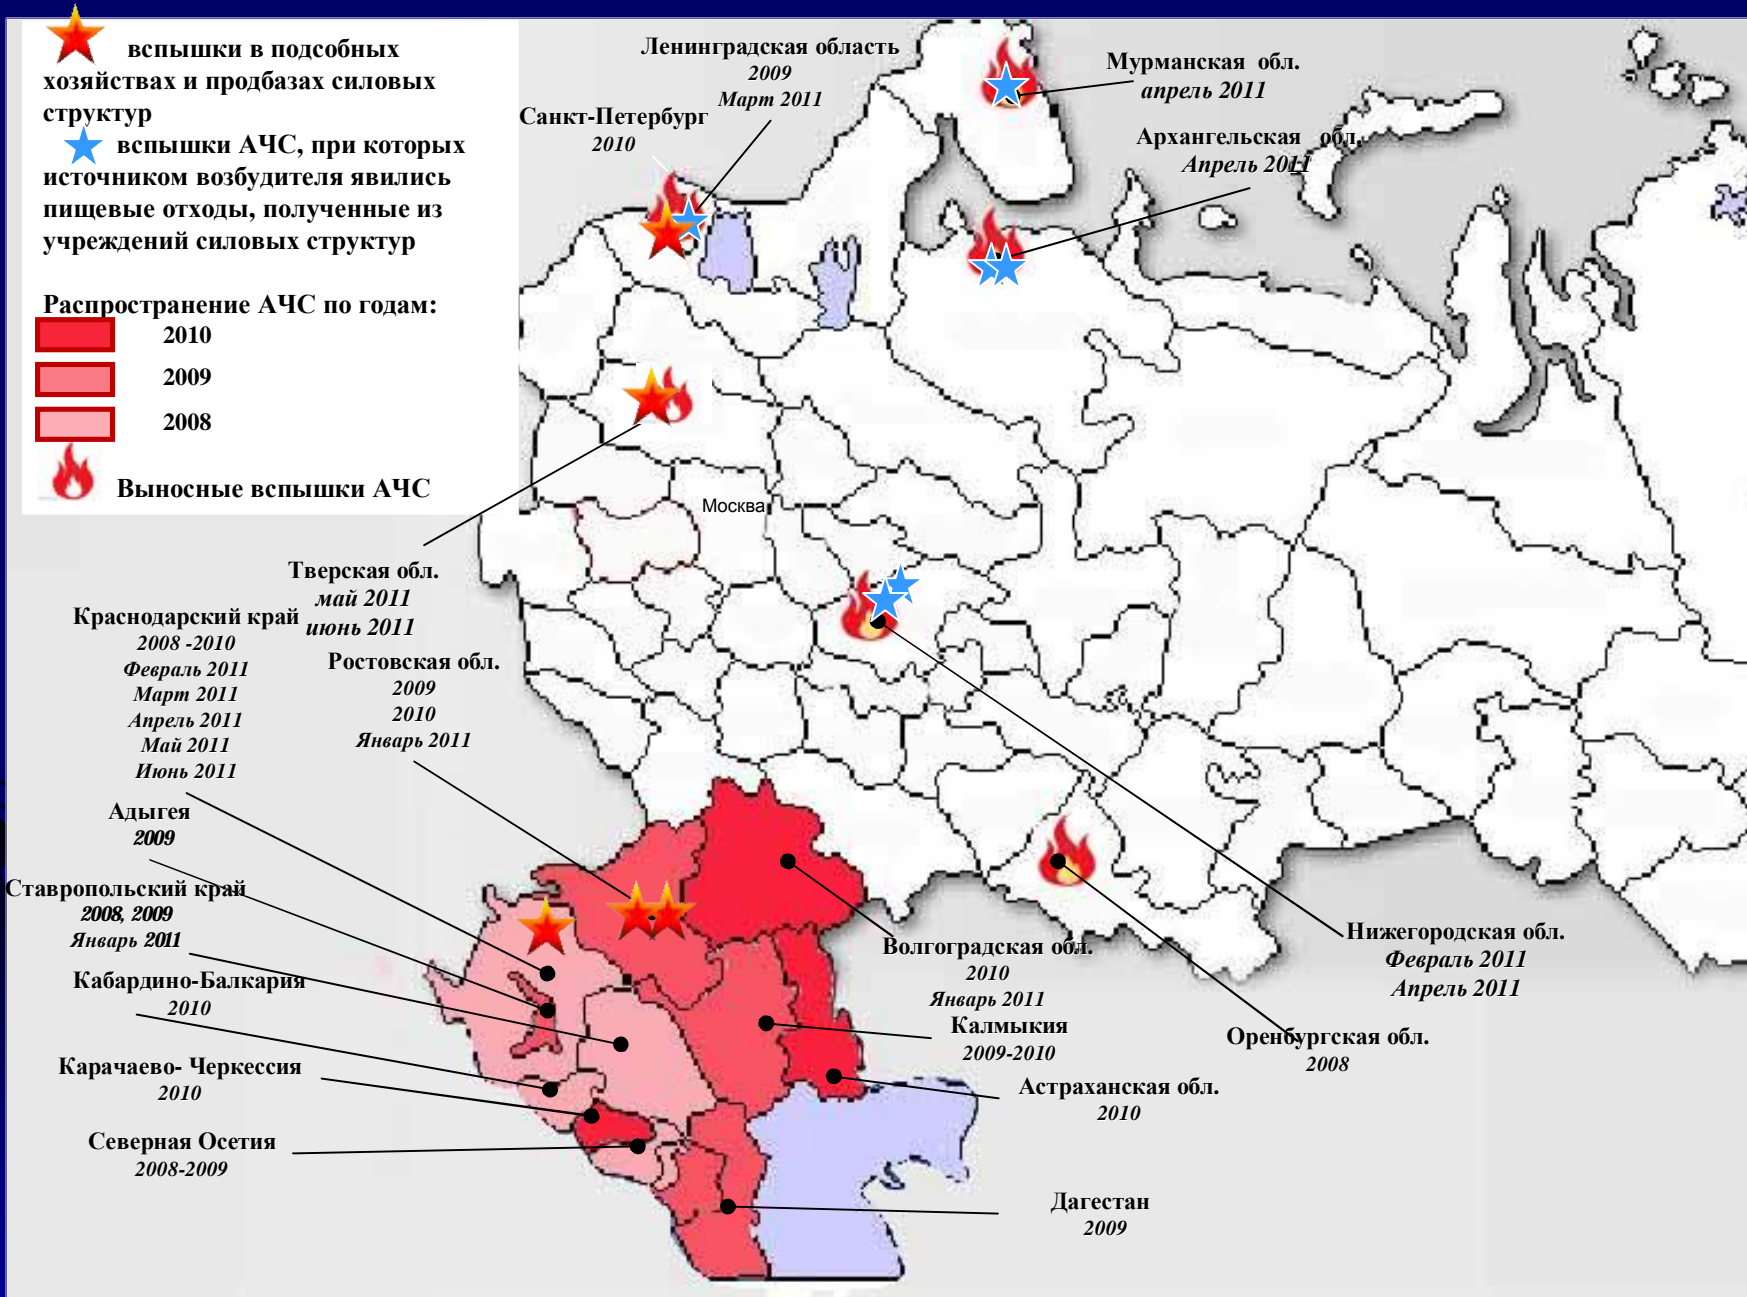 вспышки в подсобных
хозяйствах и продбазах силовых
структур
вспышки АЧС, при которых
источником возбудителя явились
пищевые отходы, полученные из
учреждений силовых структур
Распространение АЧС по годам:
2010
2009
2008
Выносные вспышки АЧС
Ленинградская область
2009
Март 2011
Санкт-Петербург
2010
Мурманская обл.
апрель 2011
Архангельская обл.
Апрель 2011
Москва
Тверская обл.
май 2011
июнь 2011
Краснодарский край
2008 -2010
Февраль 2011
Март 2011
Апрель 2011
Май 2011
Июнь 2011
Ростовская обл.
2009
2010
Январь 2011
Адыгея
2009
Ставропольский край
2008, 2009
Январь 2011
Кабардино-Балкария
2010
Карачаево- Черкессия
2010
Северная Осетия
2008-2009
Волгоградская обл.
2010
Январь 2011
Калмыкия
2009-2010
Астраханская обл.
2010
Дагестан
2009
Нижегородская обл.
Февраль 2011
Апрель 2011
Оренбургская обл.
2008